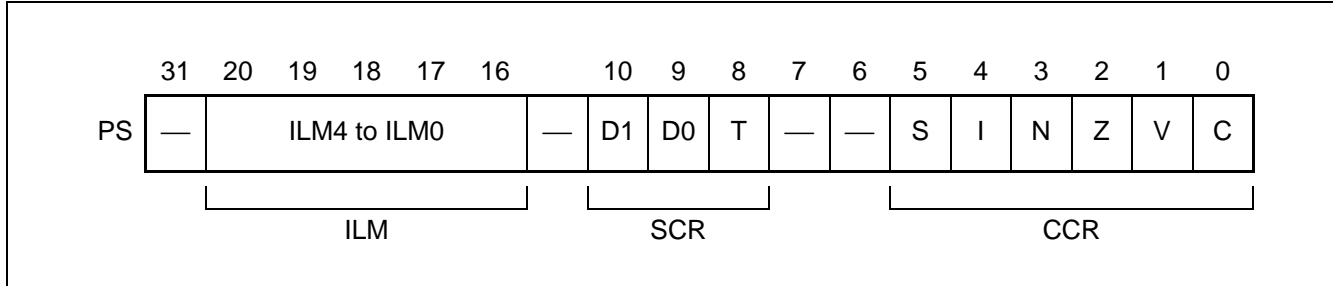 31 20 19 18 17 16 10 9 8 7 6 5 4 3 2 1 0
PS — ILM4 to ILM0 — D1 D0 T — — S I N Z V C
ILM SCR CCR